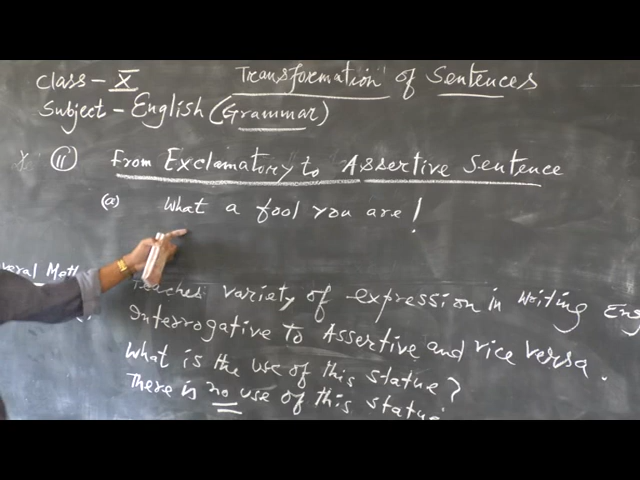 Class - X Transformation of Sentences
Subject - English (Grammar)
(ii) From Exclamatory to Assertive Sentence
(a) What a fool you are!
Teaches variety of expression in writing Eng
Interrogative to Assertive and vice versa.
What is the use of this statue?
There is no use of this statue.